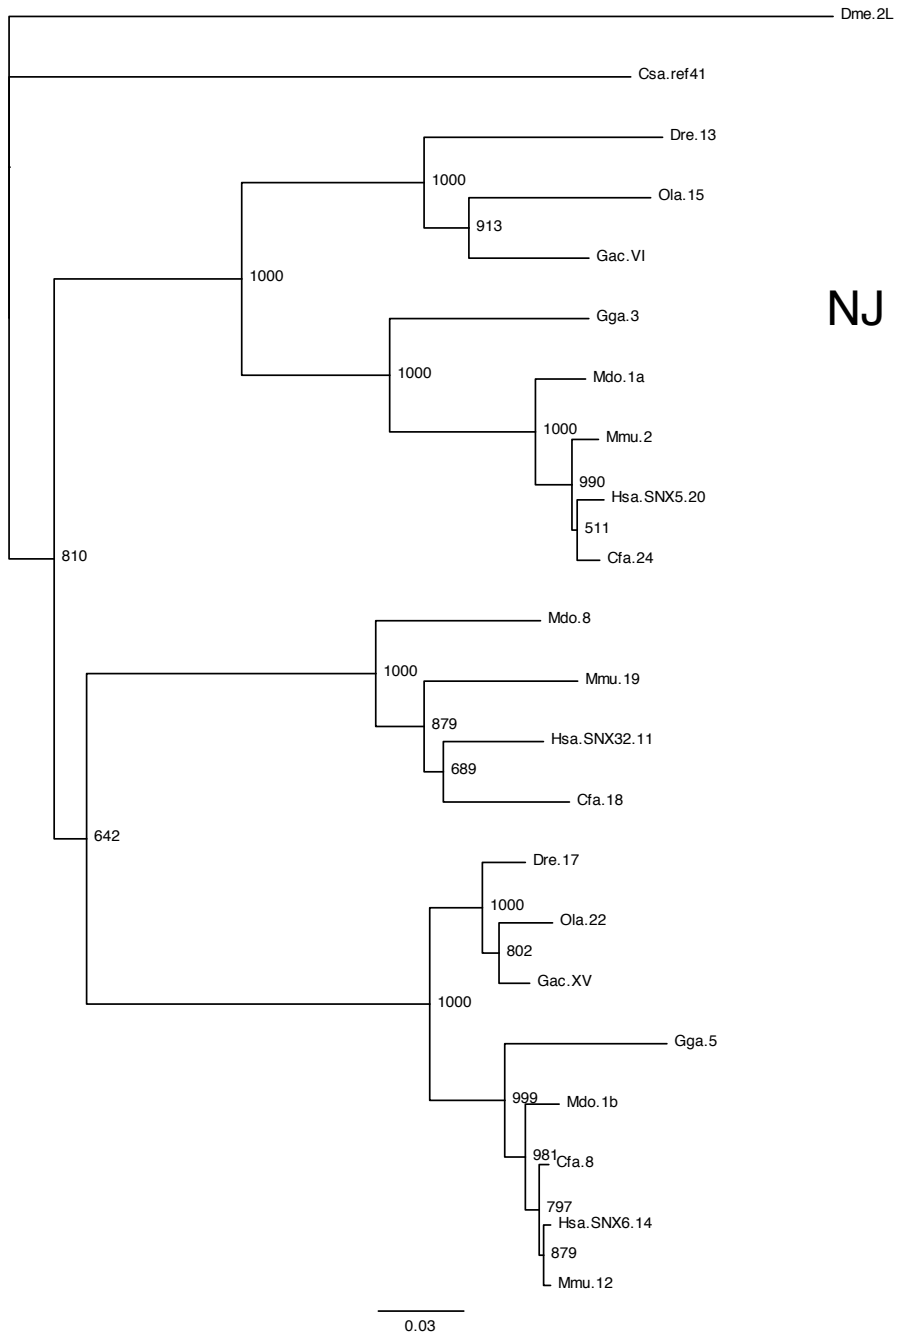 Dme.2L
Csa.ref41
Dre.13
1000
Ola.15
913
Gac.VI
1000
NJ
Gga.3
1000
Mdo.1a
1000
Mmu.2
990
Hsa.SNX5.20
511
Cfa.24
810
Mdo.8
1000
Mmu.19
879
Hsa.SNX32.11
689
Cfa.18
642
Dre.17
1000
Ola.22
802
Gac.XV
1000
Gga.5
999
Mdo.1b
981
Cfa.8
797
Hsa.SNX6.14
879
Mmu.12
0.03